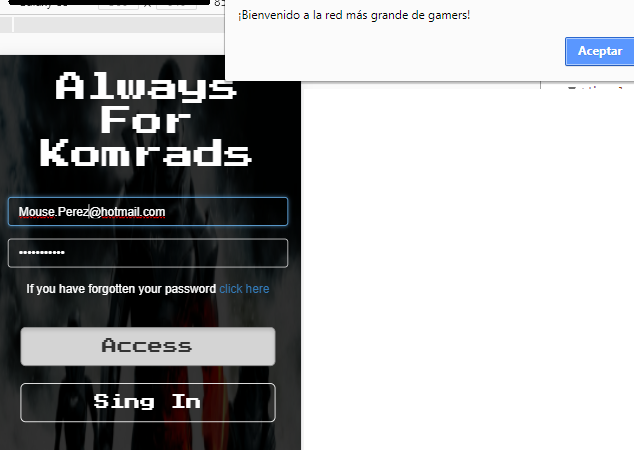 ¡Bienvenido a la red más grande de gamers!
Aceptar
Always
For
Komrads
Mouse.Perez@hotmail.com
•••••••••••
If you have forgotten your password click here
Access
Sing In